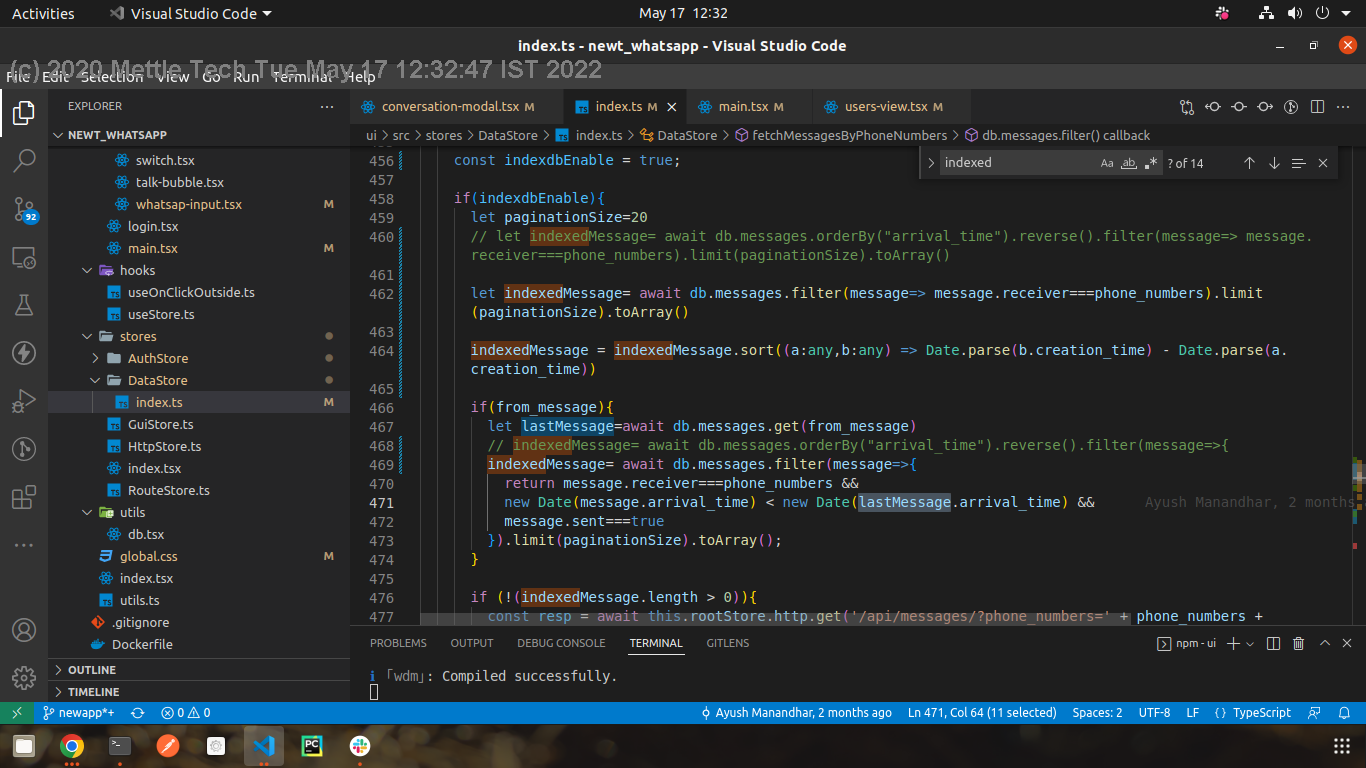 Activities
Visual Studio Code
May 17 12:32
index.ts - newt_whatsapp - Visual Studio Code
File Edit Selection View Go Run Terminal Help
(c) 2020 Mettle Tech Tue May 17 12:32:47 IST 2022
EXPLORER
NEWT_WHATSAPP
switch.tsx
talk-bubble.tsx
whatsap-input.tsx M
login.tsx
main.tsx M
hooks
useOnClickOutside.ts
useStore.ts
stores
AuthStore
DataStore
index.ts M
GuiStore.ts
HttpStore.ts
index.tsx
RouteStore.ts
utils
db.tsx
global.css M
index.tsx
utils.ts
.gitignore
Dockerfile
OUTLINE
TIMELINE
92
conversation-modal.tsx M
index.ts M
main.tsx M
users-view.tsx M
ui > src > stores > DataStore > index.ts > DataStore > fetchMessagesByPhoneNumbers > db.messages.filter() callback
indexed
Aa ab .*
? of 14
456 const indexdbEnable = true;
457
458 if(indexdbEnable){
459 let paginationSize=20
460 // let indexedMessage= await db.messages.orderBy("arrival_time").reverse().filter(message=> message.
receiver===phone_numbers).limit(paginationSize).toArray()
461
462 let indexedMessage= await db.messages.filter(message=> message.receiver===phone_numbers).limit
(paginationSize).toArray()
463
464 indexedMessage = indexedMessage.sort((a:any,b:any) => Date.parse(b.creation_time) - Date.parse(a.
creation_time))
465
466 if(from_message){
467 let lastMessage=await db.messages.get(from_message)
468 // indexedMessage= await db.messages.orderBy("arrival_time").reverse().filter(message=>{
469 indexedMessage= await db.messages.filter(message=>{
470 return message.receiver===phone_numbers &&
471 new Date(message.arrival_time) < new Date(lastMessage.arrival_time) && Ayush Manandhar, 2 months
472 message.sent===true
473 }).limit(paginationSize).toArray();
474 }
475
476 if (!(indexedMessage.length > 0)){
477 const resp = await this.rootStore.http.get('/api/messages/?phone_numbers=' + phone_numbers +
PROBLEMS OUTPUT DEBUG CONSOLE TERMINAL GITLENS
npm - ui
i 「wdm」: Compiled successfully.
newapp*+
0 0
Ayush Manandhar, 2 months ago
Ln 471, Col 64 (11 selected)
Spaces: 2
UTF-8
LF
{ } TypeScript
PC